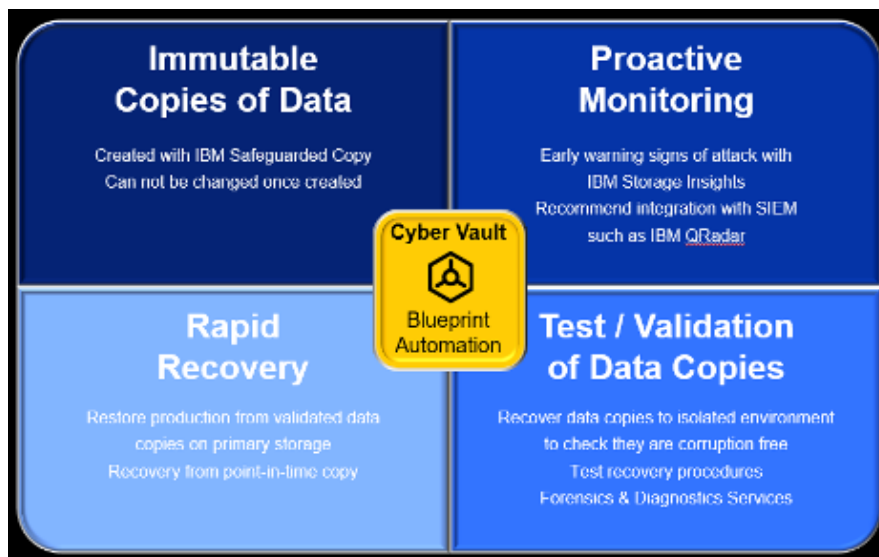 Immutable
Copies of Data
Created with IBM Safeguarded Copy
Can not be changed once created
Proactive
Monitoring
Early warning signs of attack with
IBM Storage Insights
Recommend integration with SIEM
such as IBM QRadar
Cyber Vault
Blueprint
Automation
Rapid
Recovery
Restore production from validated data
copies on primary storage
Recovery from point-in-time copy
Test / Validation
of Data Copies
Recover data copies to isolated environment
to check they are corruption free
Test recovery procedures
Forensics & Diagnostics Services